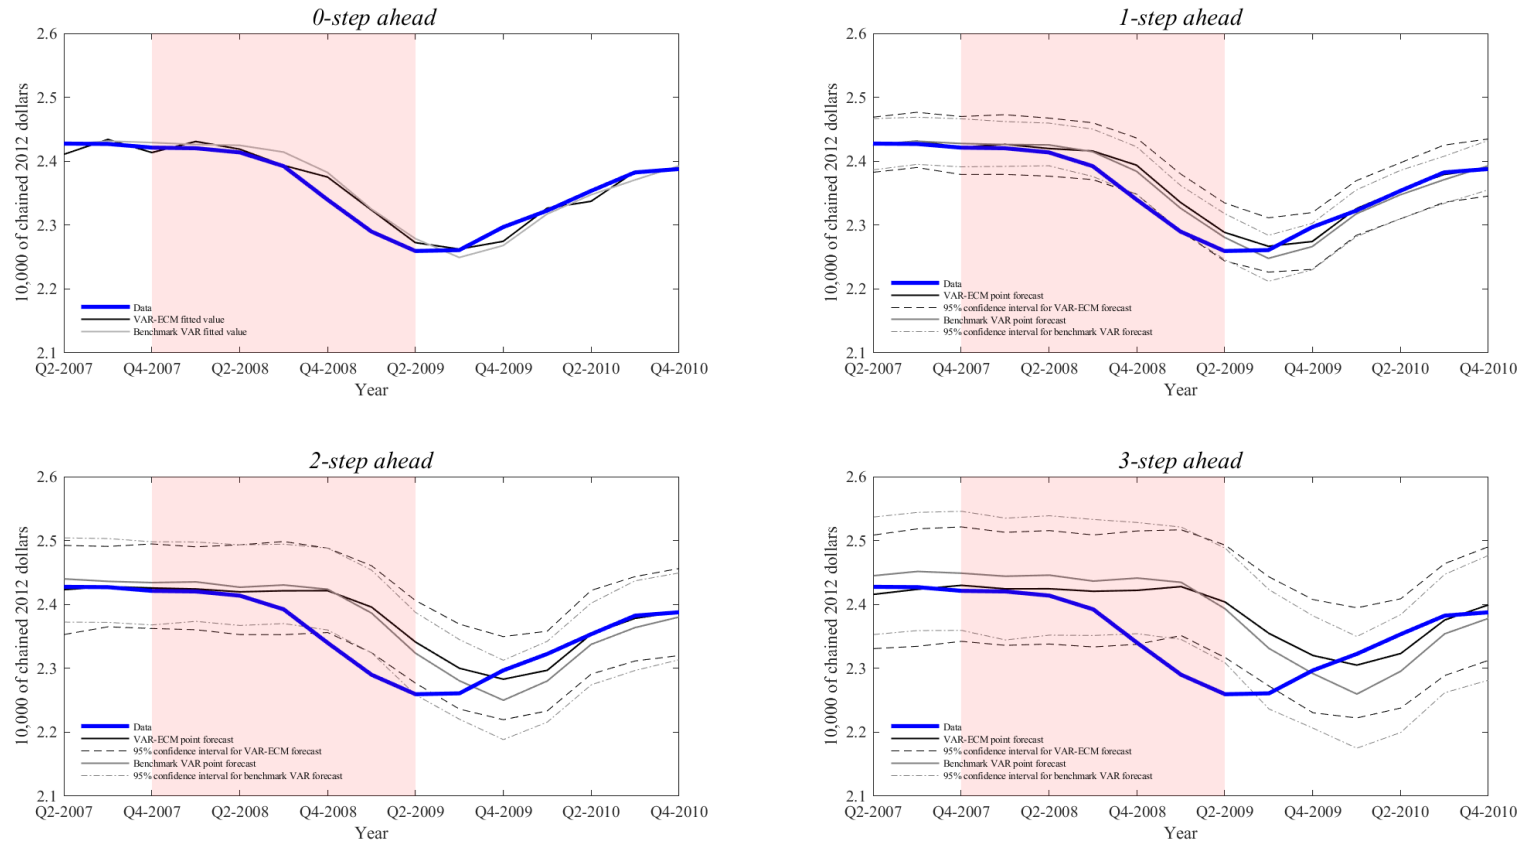 0-step ahead
2.6
2.5
2.4
2.3
2.2
2.1
10,000 of chained 2012 dollars
Data
VAR-ECM fitted value
Benchmark VAR fitted value
Q2-2007 Q4-2007 Q2-2008 Q4-2008 Q2-2009 Q4-2009 Q2-2010 Q4-2010
Year
1-step ahead
2.6
2.5
2.4
2.3
2.2
2.1
10,000 of chained 2012 dollars
Data
VAR-ECM point forecast
95% confidence interval for VAR-ECM forecast
Benchmark VAR point forecast
95% confidence interval for benchmark VAR forecast
Q2-2007 Q4-2007 Q2-2008 Q4-2008 Q2-2009 Q4-2009 Q2-2010 Q4-2010
Year
2-step ahead
2.6
2.5
2.4
2.3
2.2
2.1
10,000 of chained 2012 dollars
Data
VAR-ECM point forecast
95% confidence interval for VAR-ECM forecast
Benchmark VAR point forecast
95% confidence interval for benchmark VAR forecast
Q2-2007 Q4-2007 Q2-2008 Q4-2008 Q2-2009 Q4-2009 Q2-2010 Q4-2010
Year
3-step ahead
2.6
2.5
2.4
2.3
2.2
2.1
10,000 of chained 2012 dollars
Data
VAR-ECM point forecast
95% confidence interval for VAR-ECM forecast
Benchmark VAR point forecast
95% confidence interval for benchmark VAR forecast
Q2-2007 Q4-2007 Q2-2008 Q4-2008 Q2-2009 Q4-2009 Q2-2010 Q4-2010
Year